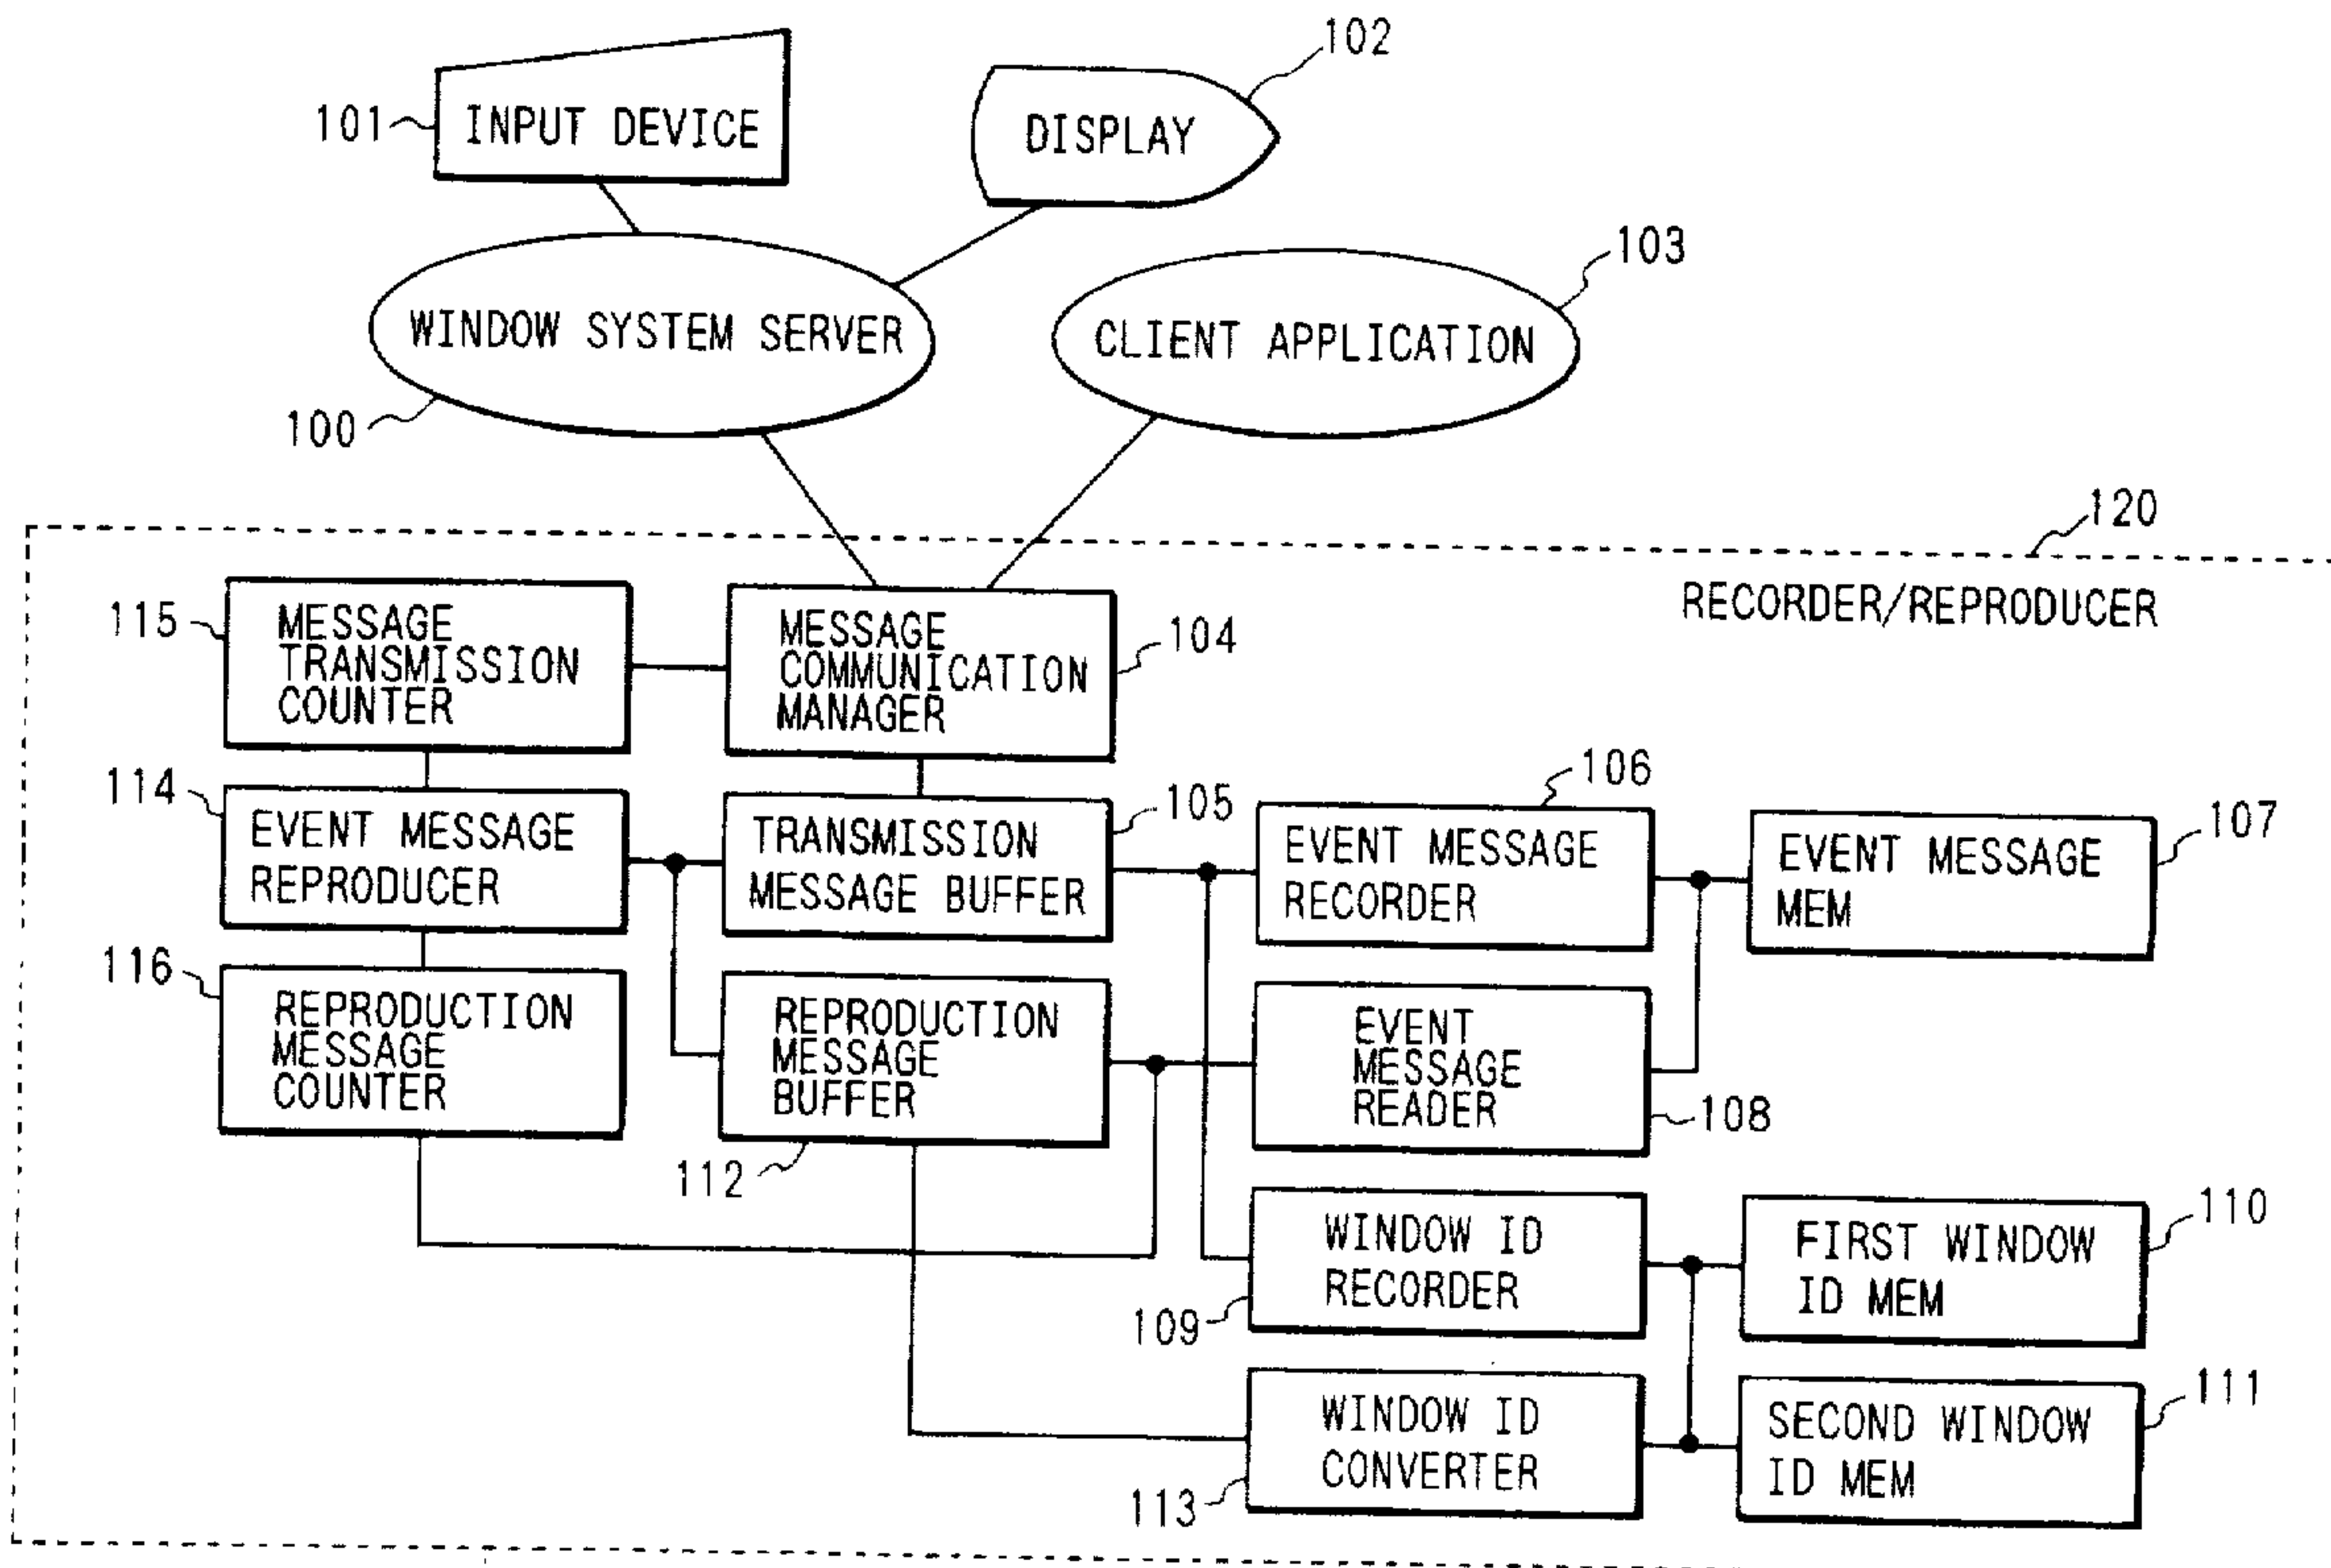 102
101
INPUT DEVICE
DISPLAY
103
WINDOW SYSTEM SERVER
CLIENT APPLICATION
100
120
RECORDER/REPRODUCER
115
MESSAGE
TRANSMISSION
COUNTER
MESSAGE
COMMUNICATION
MANAGER
104
114
EVENT MESSAGE
REPRODUCER
TRANSMISSION
MESSAGE BUFFER
105
106
EVENT MESSAGE
RECORDER
EVENT MESSAGE
MEM
107
116
REPRODUCTION
MESSAGE
COUNTER
REPRODUCTION
MESSAGE
BUFFER
112
EVENT
MESSAGE
READER
108
WINDOW ID
RECORDER
109
FIRST WINDOW
ID MEM
110
WINDOW ID
CONVERTER
113
SECOND WINDOW
ID MEM
111